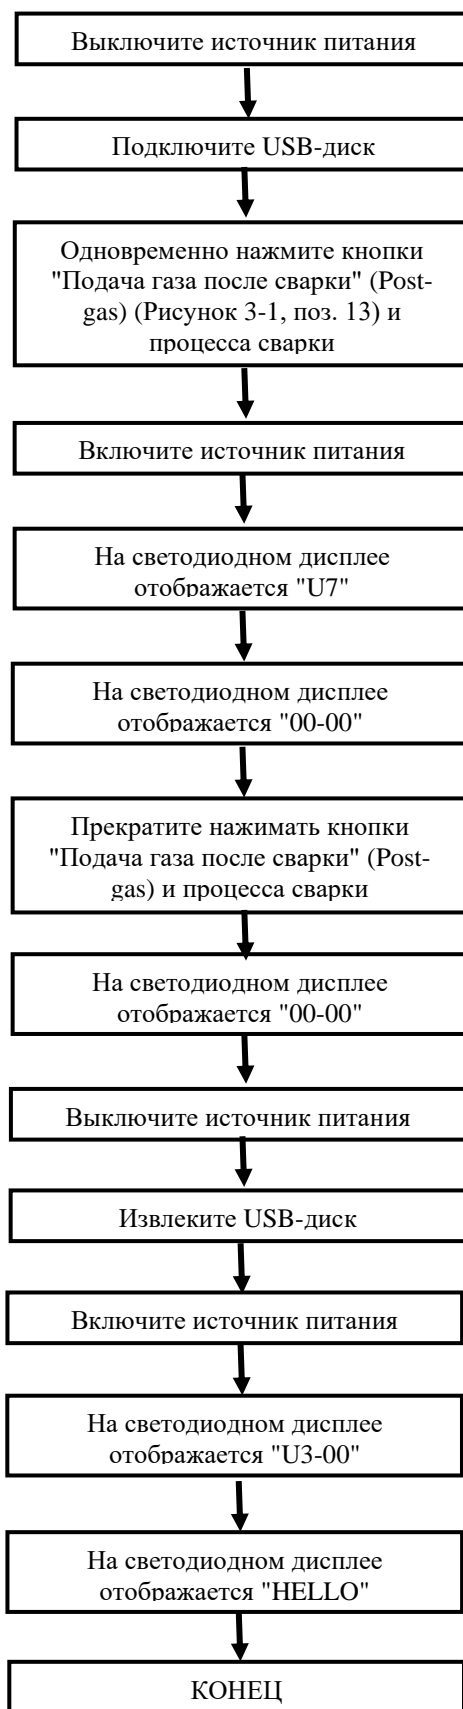 Выключите источник питания
Подключите USB-диск
Одновременно нажмите кнопки
"Подача газа после сварки" (Post-
gas) (Рисунок 3-1, поз. 13) и
процесса сварки
Включите источник питания
На светодиодном дисплее
отображается "U7"
На светодиодном дисплее
отображается "00-00"
Прекратите нажимать кнопки
"Подача газа после сварки" (Post-
gas) и процесса сварки
На светодиодном дисплее
отображается "00-00"
Выключите источник питания
Извлеките USB-диск
Включите источник питания
На светодиодном дисплее
отображается "U3-00"
На светодиодном дисплее
отображается "HELLO"
КОНЕЦ